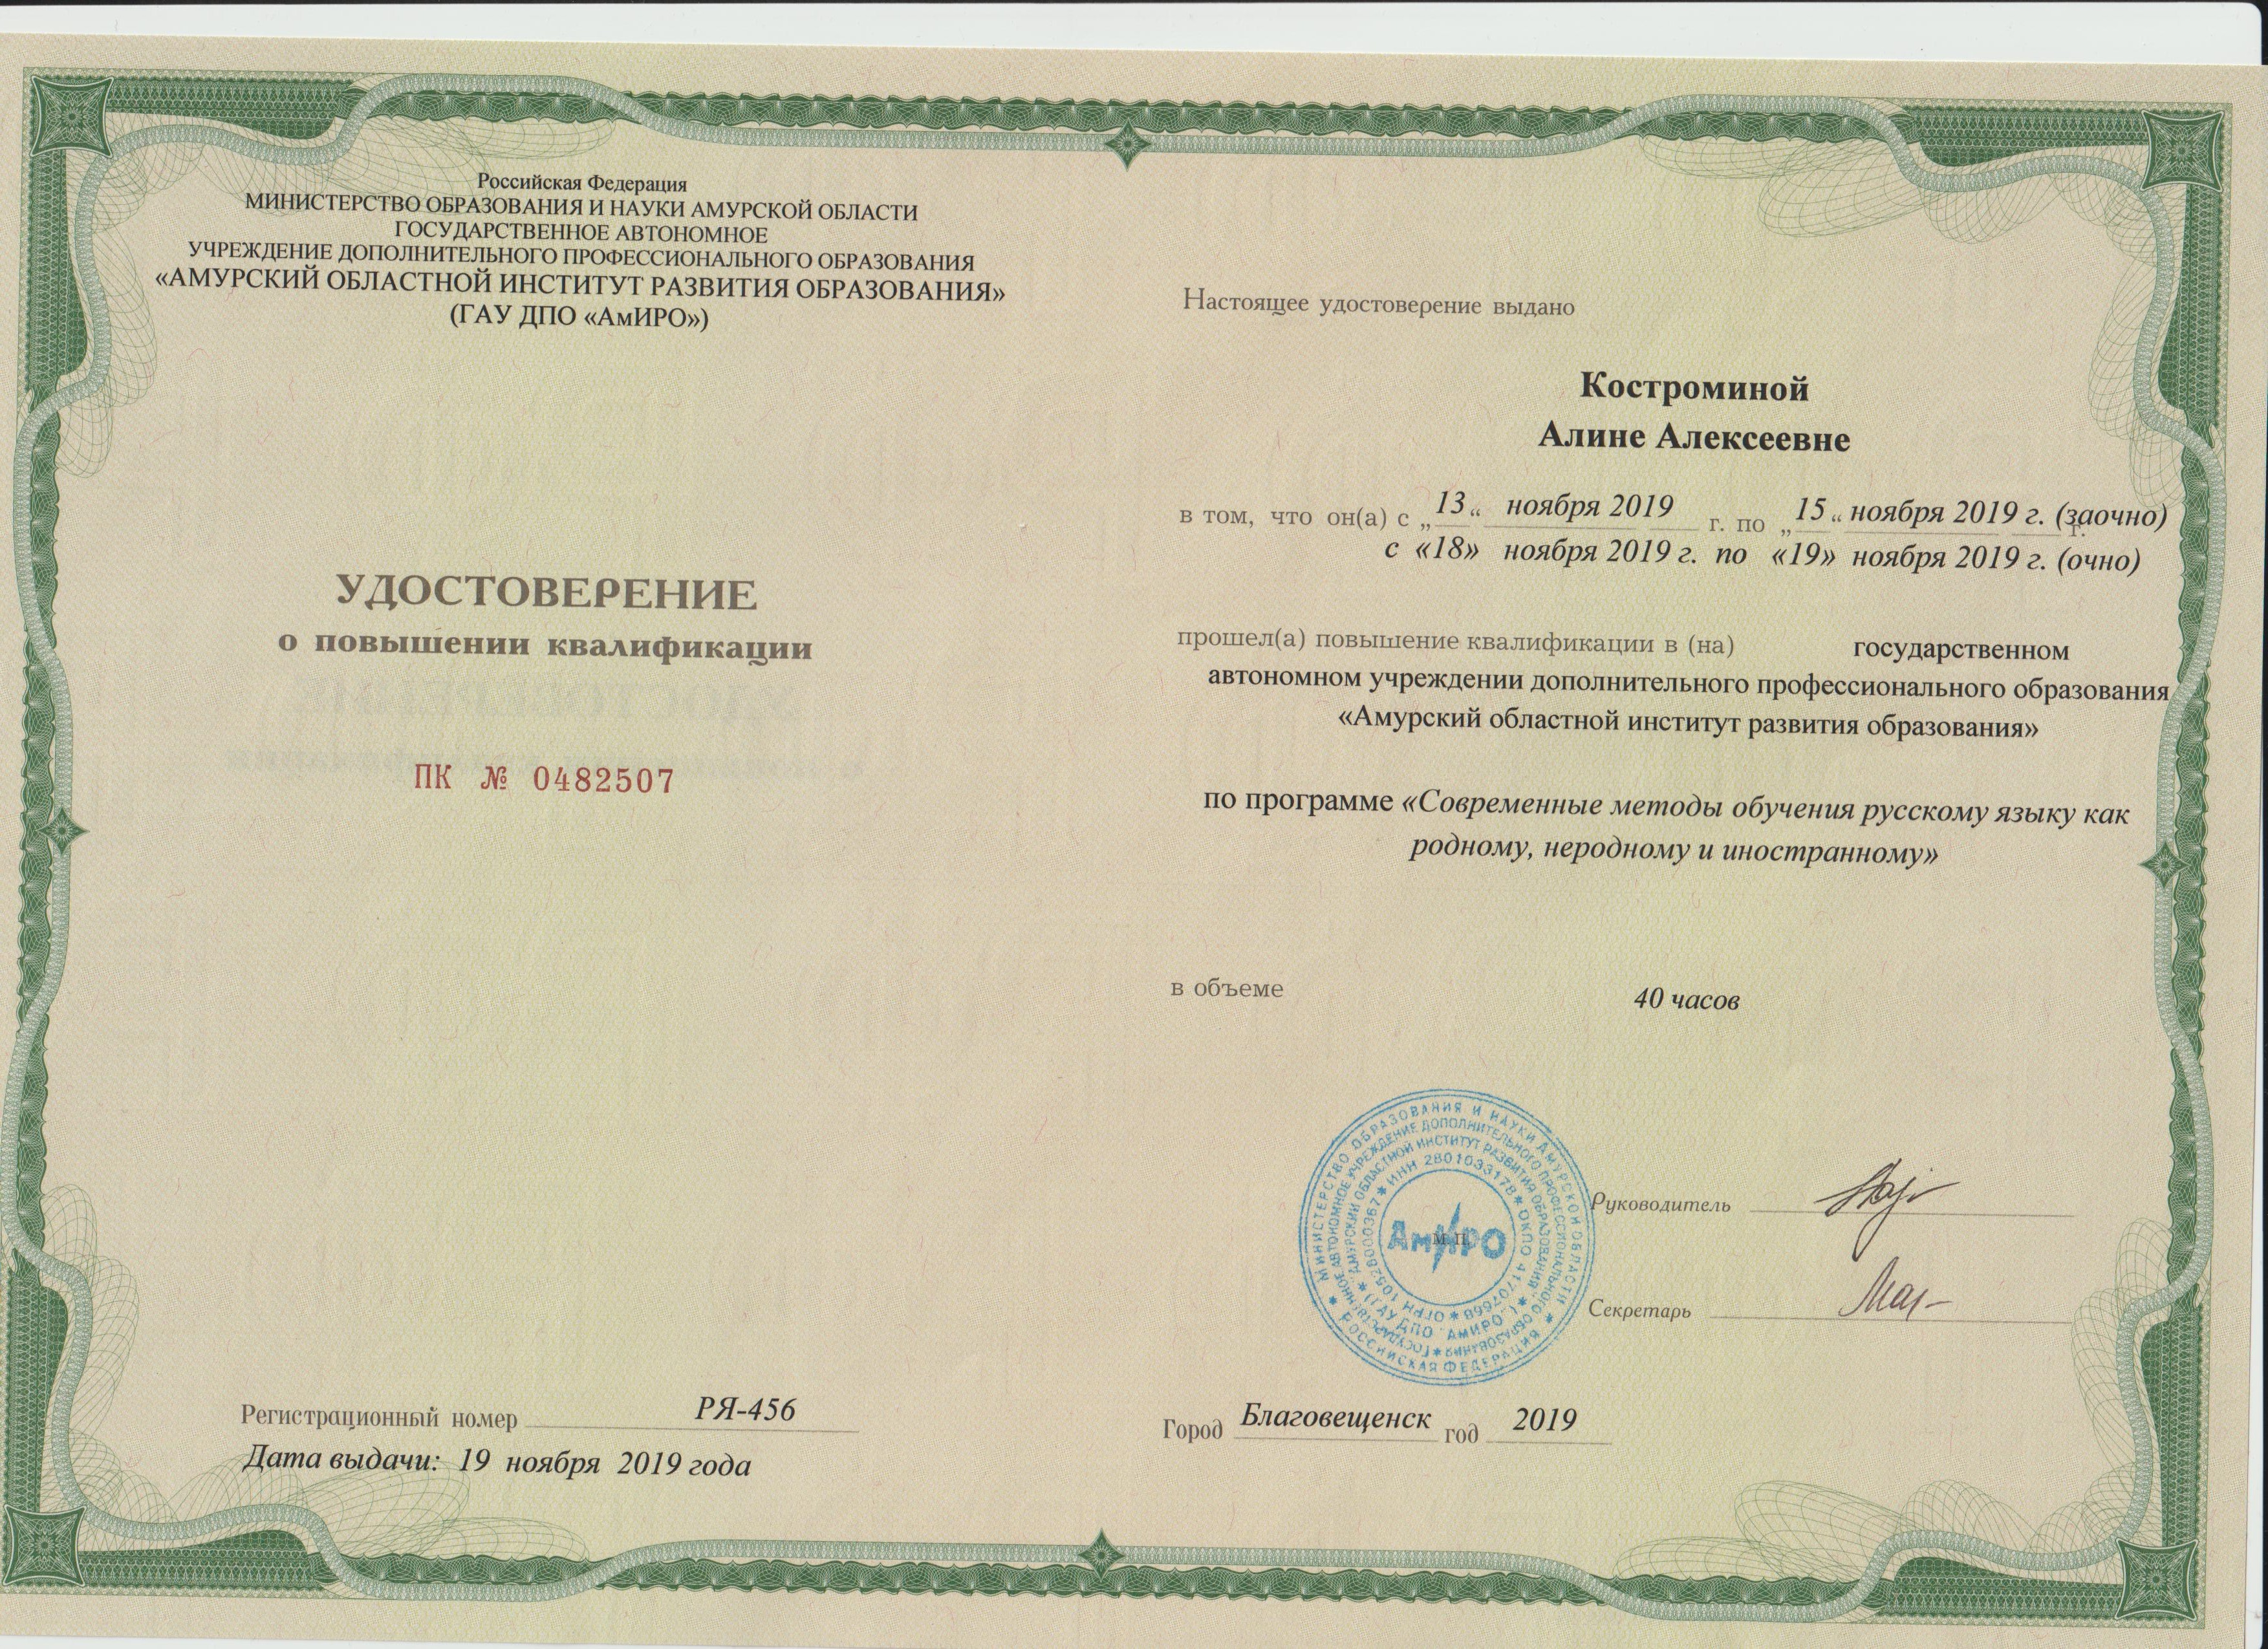 Российская Федерация
МИНИСТЕРСТВО ОБРАЗОВАНИЯ И НАУКИ АМУРСКОЙ ОБЛАСТИ
ГОСУДАРСТВЕННОЕ АВТОНОМНОЕ
УЧРЕЖДЕНИЕ ДОПОЛНИТЕЛЬНОГО ПРОФЕССИОНАЛЬНОГО ОБРАЗОВАНИЯ
«АМУРСКИЙ ОБЛАСТНОЙ ИНСТИТУТ РАЗВИТИЯ ОБРАЗОВАНИЯ»
(ГАУ ДПО «АмИРО»)
УДОСТОВЕРЕНИЕ
о повышении квалификации
ПК № 0482507
Регистрационный номер РЯ-456
Дата выдачи: 19 ноября 2019 года
Настоящее удостоверение выдано
Костроминой
Алине Алексеевне
в том, что он(а) с „13“ ноября 2019 г. по „15“ ноября 2019 г. (заочно) г.
с «18» ноября 2019 г. по «19» ноября 2019 г. (очно)
прошел(а) повышение квалификации в (на) государственном
автономном учреждении дополнительного профессионального образования
«Амурский областной институт развития образования»
по программе «Современные методы обучения русскому языку как
родному, неродному и иностранному»
в объеме 40 часов
МИНИСТЕРСТВО ОБРАЗОВАНИЯ И НАУКИ АМУРСКОЙ ОБЛАСТИ * РОССИЙСКАЯ ФЕДЕРАЦИЯ *
ГОСУДАРСТВЕННОЕ АВТОНОМНОЕ УЧРЕЖДЕНИЕ ДОПОЛНИТЕЛЬНОГО ПРОФЕССИОНАЛЬНОГО ОБРАЗОВАНИЯ *
"АМУРСКИЙ ОБЛАСТНОЙ ИНСТИТУТ РАЗВИТИЯ ОБРАЗОВАНИЯ" * (ГАУ ДПО "АмИРО") *
* ИНН 2801033178 * ОКПО 41707668 * ОГРН 1052800036​7
АмИРО
м.п.
Руководитель
Секретарь
Город Благовещенск год 2019